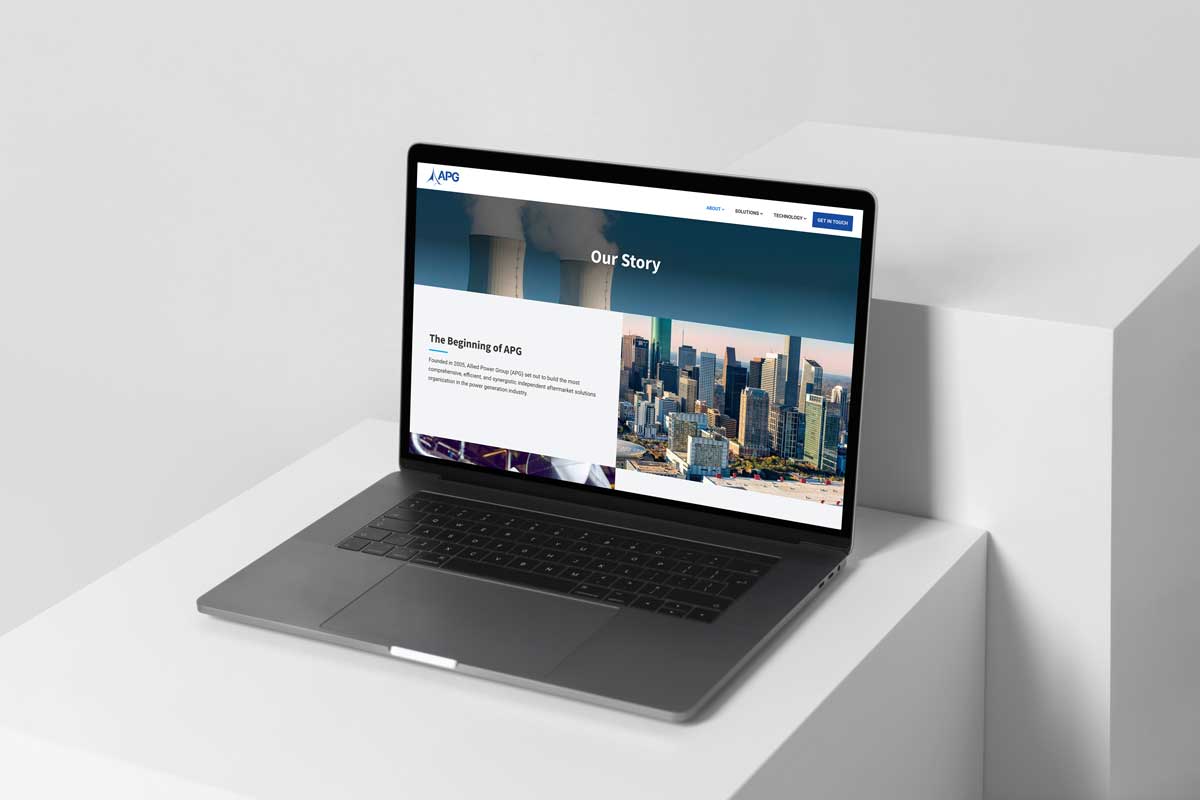 APG
ABOUT
SOLUTIONS
TECHNOLOGY
GET IN TOUCH
Our Story
The Beginning of APG
Founded in 2005, Allied Power Group (APG) set out to build the most
comprehensive, efficient, and synergistic independent aftermarket solutions
organization in the power generation industry.